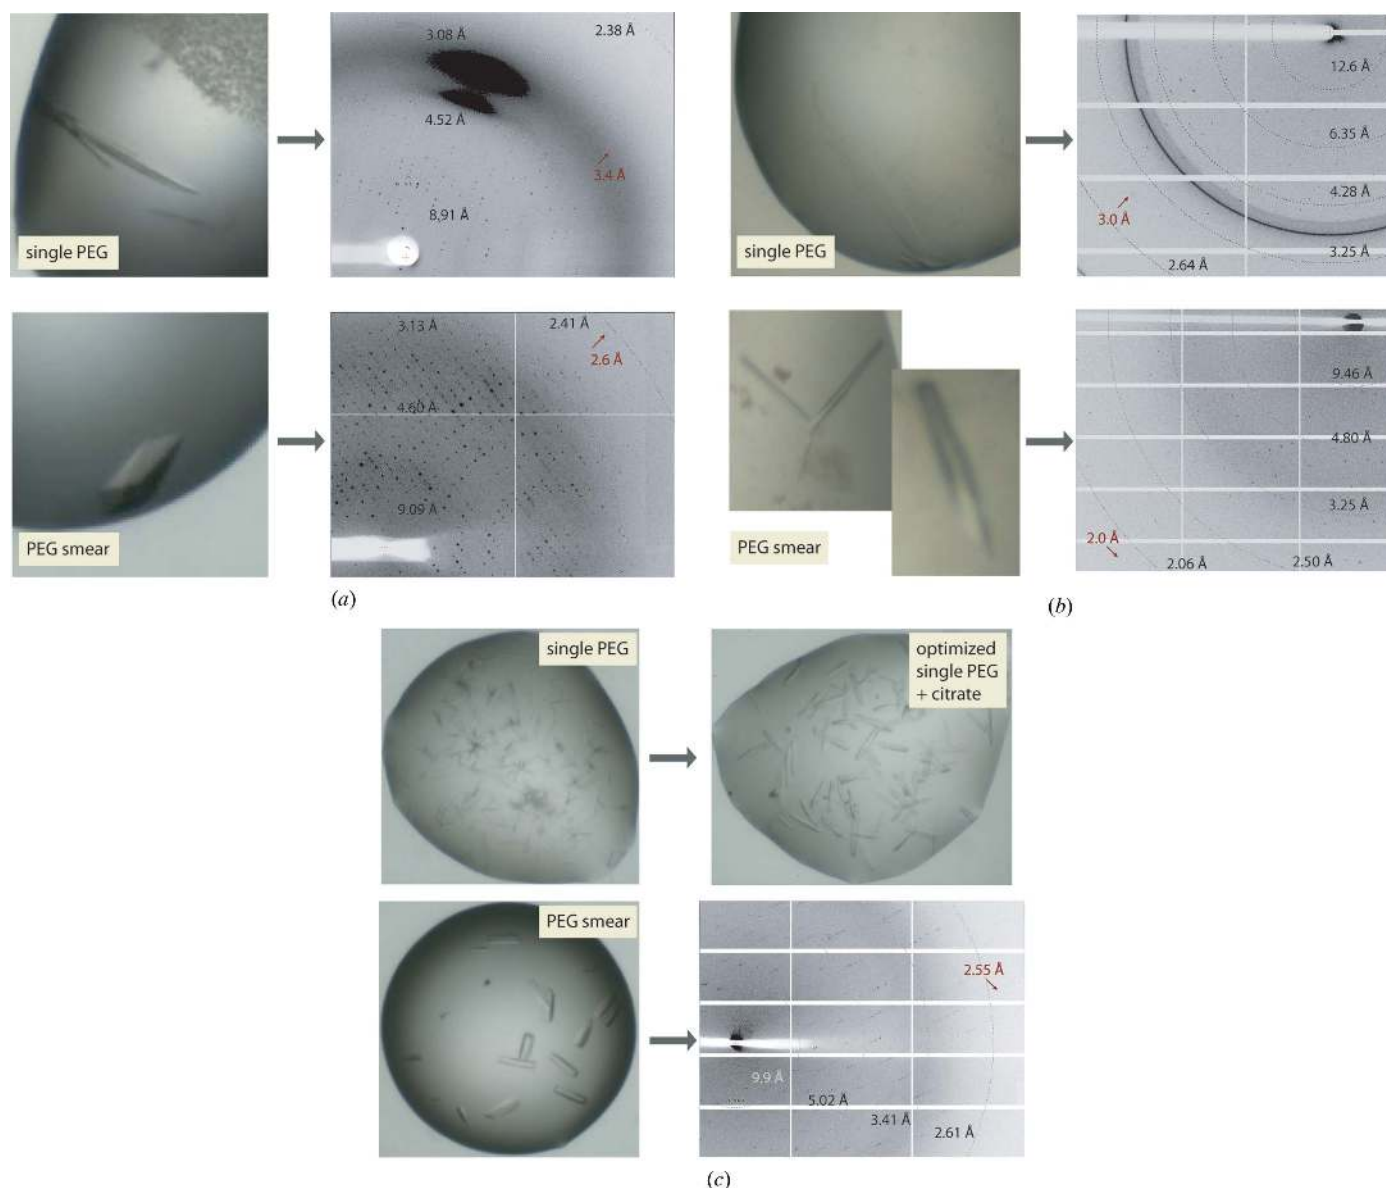 3.08 Å
2.38 Å
4.52 Å
3.4 Å
8,91 Å
single PEG
12.6 Å
6.35 Å
4.28 Å
3.0 Å
single PEG
3.25 Å
2.64 Å
3.13 Å
2.41 Å
2.6 Å
4.60 Å
9.09 Å
PEG smear
9.46 Å
4.80 Å
3.25 Å
PEG smear
2.0 Å
2.06 Å
2.50 Å
(a)
(b)
single PEG
optimized
single PEG
+ citrate
PEG smear
2.55 Å
9,9 Å
5.02 Å
3.41 Å
2.61 Å
(c)